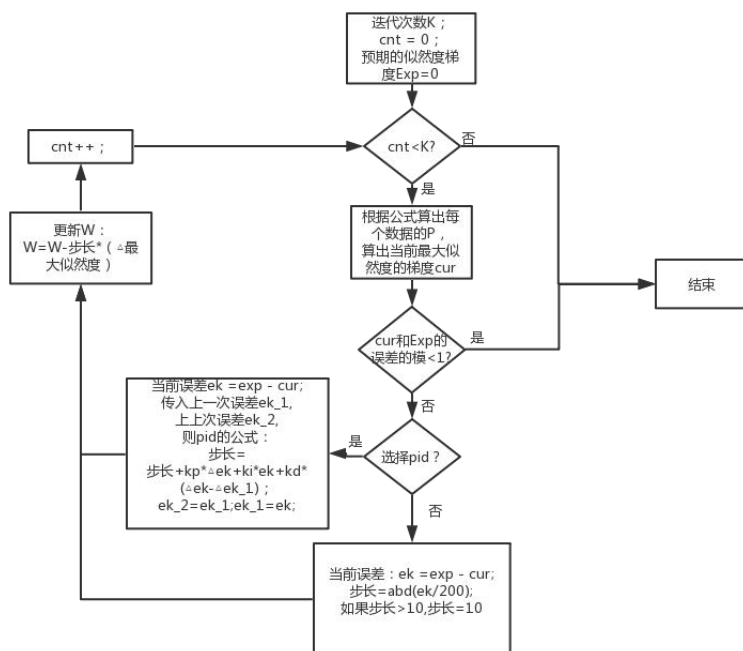 迭代次数K；
cnt = 0；
预期的似然度梯
度Exp=0
cnt<K?
否
是
cnt++；
根据公式算出每
个数据的P，
算出当前最大似
然度的梯度cur
更新W：
W=W-步长*（△最
大似然度）
结束
cur和Exp的
误差的模<1?
是
否
当前误差ek =exp - cur;
传入上一次误差ek_1,
上上次误差ek_2,
则pid的公式：
步长=
步长+kp*△ek+ki*ek+kd*
(△ek-△ek_1)；
ek_2=ek_1;ek_1=ek;
是
选择pid？
否
当前误差：ek =exp - cur;
步长=abd(ek/200);
如果步长>10,步长=10